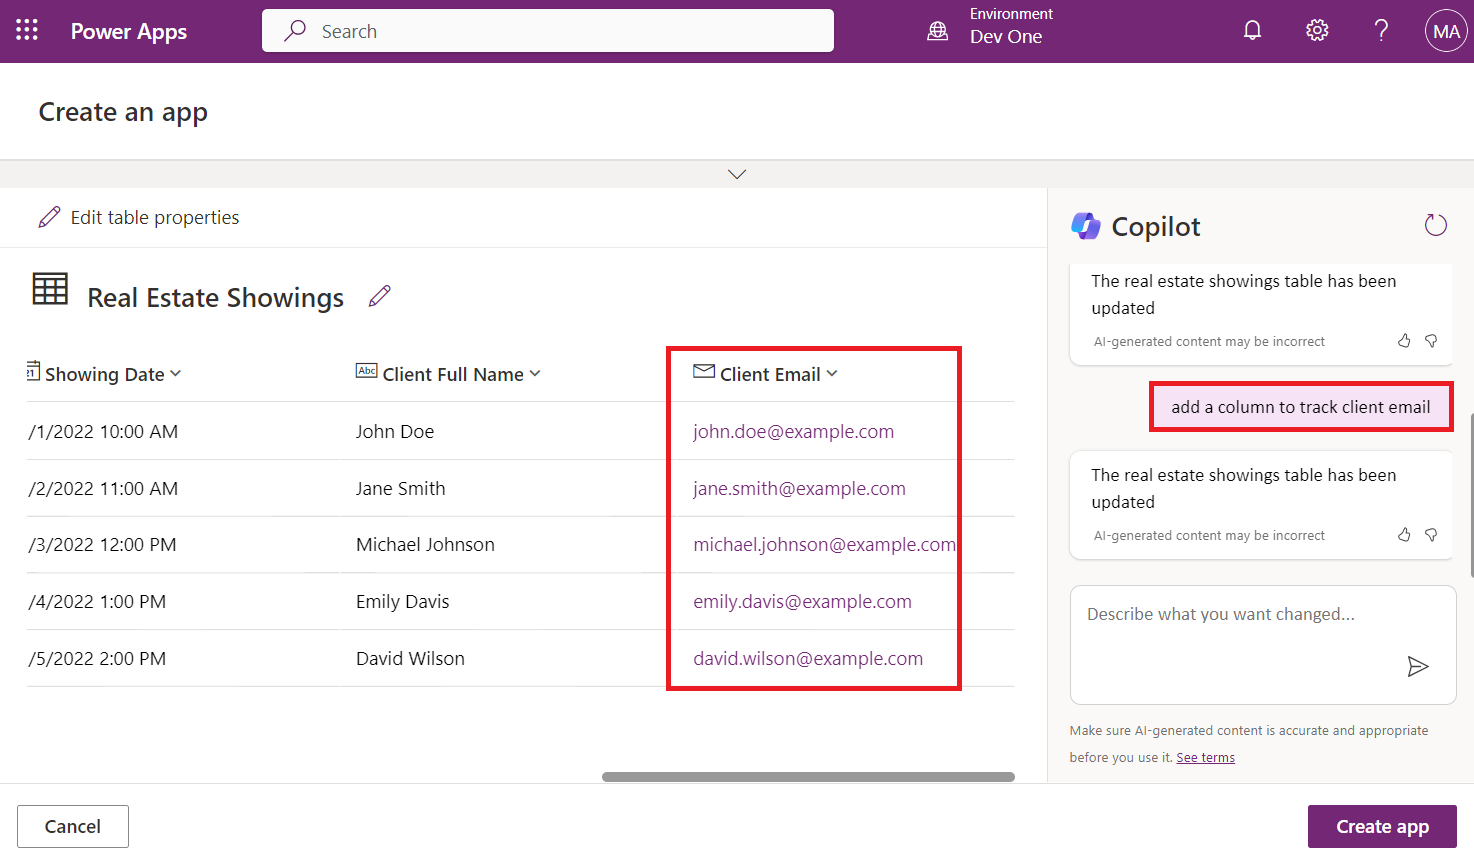 Power Apps
Search
Environment
Dev One
MA
Create an app
Edit table properties
Real Estate Showings
21 Showing Date
Abc Client Full Name
Client Email
/1/2022 10:00 AM John Doe john.doe@example.com
/2/2022 11:00 AM Jane Smith jane.smith@example.com
/3/2022 12:00 PM Michael Johnson michael.johnson@example.com
/4/2022 1:00 PM Emily Davis emily.davis@example.com
/5/2022 2:00 PM David Wilson david.wilson@example.com
Copilot
The real estate showings table has been
updated
AI-generated content may be incorrect
add a column to track client email
The real estate showings table has been
updated
AI-generated content may be incorrect
Describe what you want changed...
Make sure AI-generated content is accurate and appropriate
before you use it. See terms
Cancel
Create app